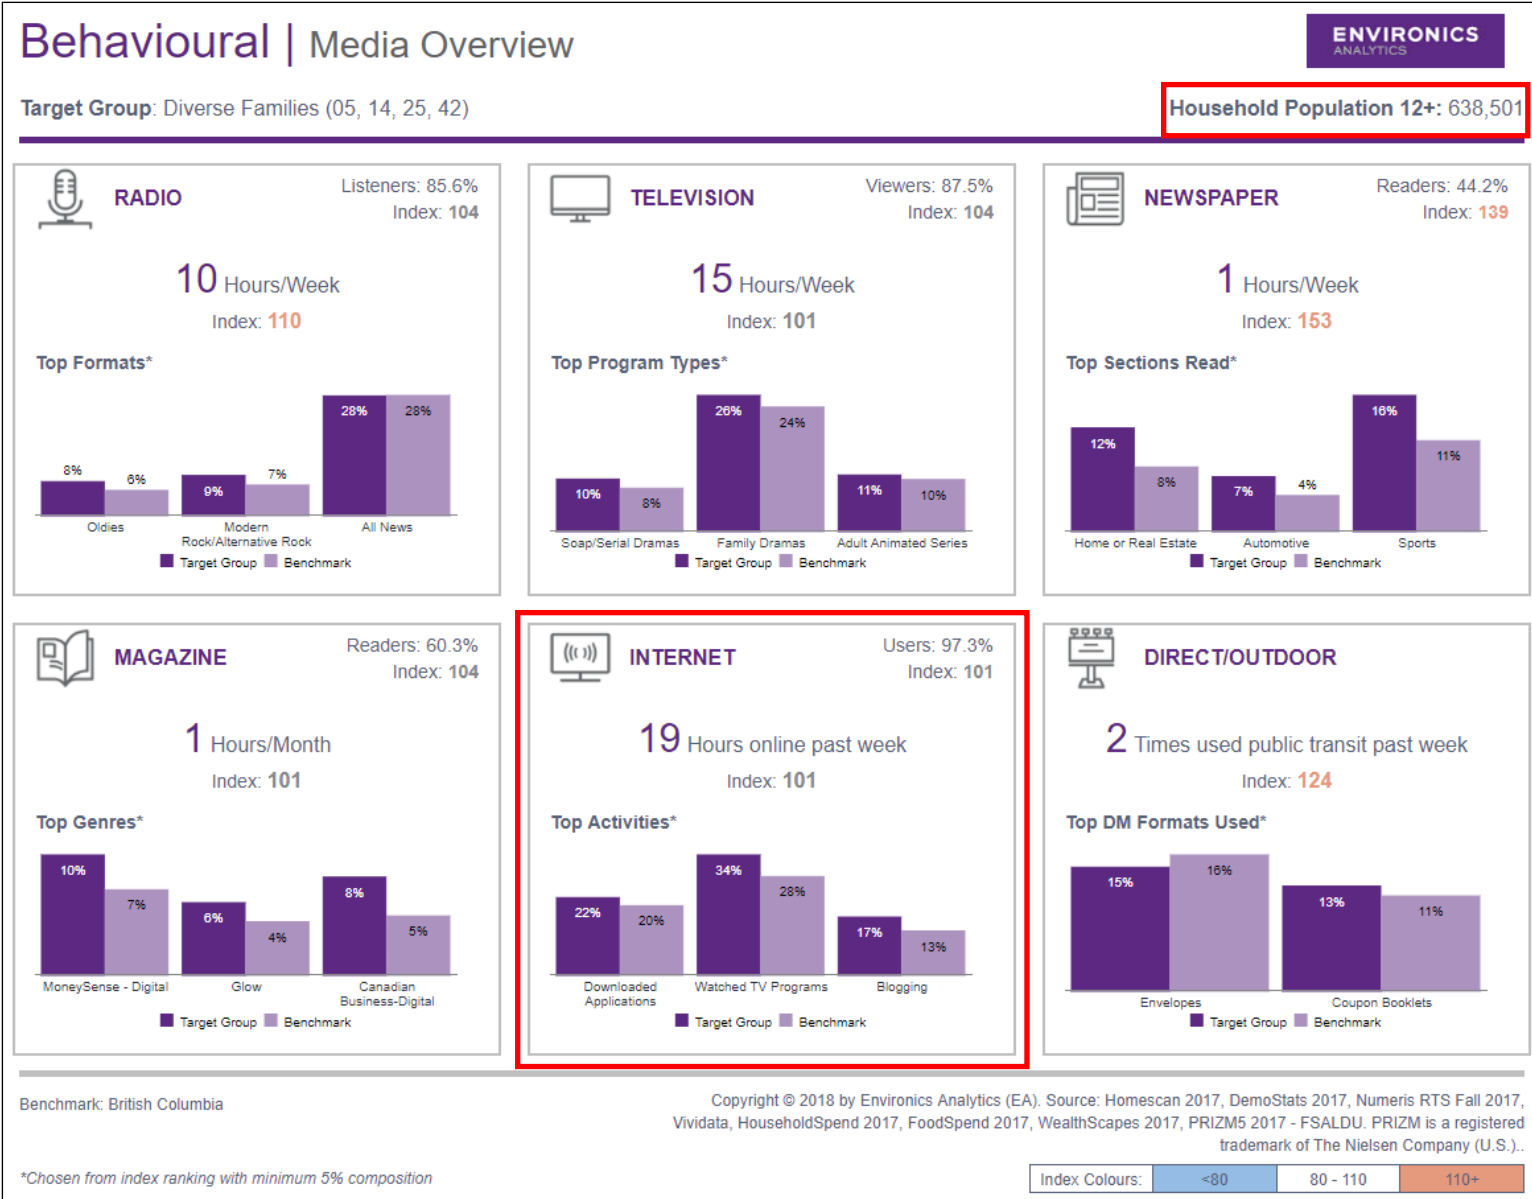 Behavioural | Media Overview
ENVIRONICS
ANALYTICS
Target Group: Diverse Families (05, 14, 25, 42)
Household Population 12+: 638,501
RADIO
Listeners: 85.6%
Index: 104
10 Hours/Week
Index: 110
Top Formats*
8%
6%
9%
7%
28%
28%
Oldies
Modern
Rock/Alternative Rock
All News
Target Group
Benchmark
TELEVISION
Viewers: 87.5%
Index: 104
15 Hours/Week
Index: 101
Top Program Types*
10%
8%
26%
24%
11%
10%
Soap/Serial Dramas
Family Dramas
Adult Animated Series
Target Group
Benchmark
NEWSPAPER
Readers: 44.2%
Index: 139
1 Hours/Week
Index: 153
Top Sections Read*
12%
8%
7%
4%
16%
11%
Home or Real Estate
Automotive
Sports
Target Group
Benchmark
MAGAZINE
Readers: 60.3%
Index: 104
1 Hours/Month
Index: 101
Top Genres*
10%
7%
6%
4%
8%
5%
MoneySense - Digital
Glow
Canadian
Business-Digital
Target Group
Benchmark
INTERNET
Users: 97.3%
Index: 101
19 Hours online past week
Index: 101
Top Activities*
22%
20%
34%
28%
17%
13%
Downloaded
Applications
Watched TV Programs
Blogging
Target Group
Benchmark
DIRECT/OUTDOOR
2 Times used public transit past week
Index: 124
Top DM Formats Used*
15%
16%
13%
11%
Envelopes
Coupon Booklets
Target Group
Benchmark
Benchmark: British Columbia
Copyright © 2018 by Environics Analytics (EA). Source: Homescan 2017, DemoStats 2017, Numeris RTS Fall 2017,
Vividata, HouseholdSpend 2017, FoodSpend 2017, WealthScapes 2017, PRIZM5 2017 - FSALDU. PRIZM is a registered
trademark of The Nielsen Company (U.S.)..
*Chosen from index ranking with minimum 5% composition
Index Colours:
<80
80 - 110
110+